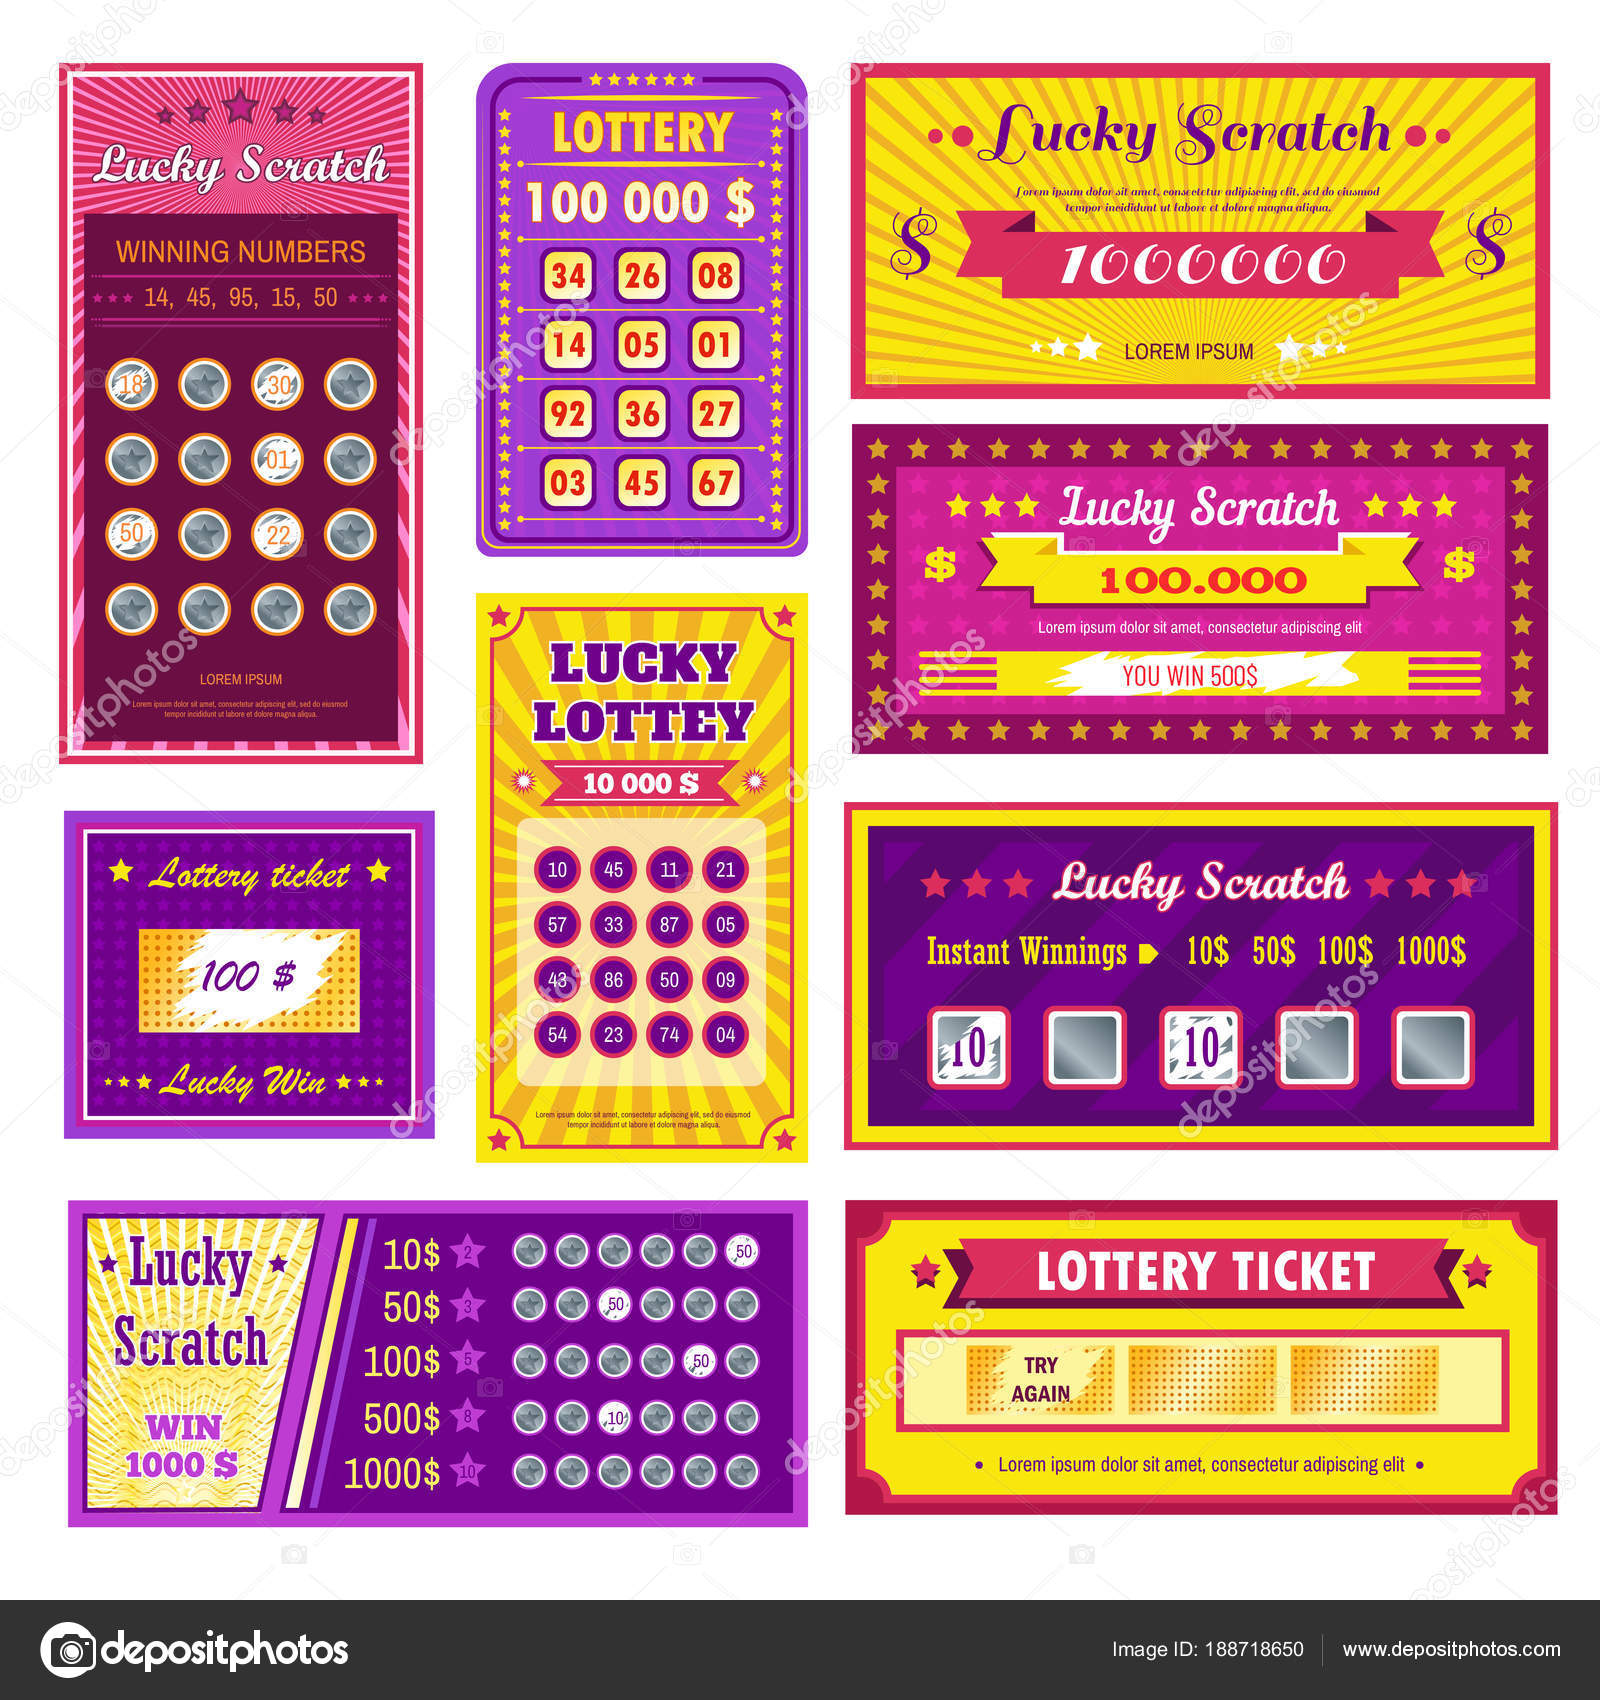 Lucky Scratch
WINNING NUMBERS
14, 45, 95, 15, 50
18 30
01
50 22
LOREM IPSUM
Lorem ipsum dolor sit amet, consectetur adipiscing elit, sed do eiusmod
tempor incididunt ut labore et dolore magna aliqua.
LOTTERY
100 000 $
34 26 08
14 05 01
92 36 27
03 45 67
Lucky Scratch
Lorem ipsum dolor sit amet, consectetur adipiscing elit, sed do eiusmod
tempor incididunt ut labore et dolore magna aliqua.
$ 1000000 $
LOREM IPSUM
Lucky Scratch
$ 100.000 $
Lorem ipsum dolor sit amet, consectetur adipiscing elit
YOU WIN 500$
LUCKY
LOTTEY
10 000 $
10 45 11 21
57 33 87 05
43 86 50 09
54 23 74 04
Lorem ipsum dolor sit amet, consectetur adipiscing elit, sed do eiusmod
tempor incididunt ut labore et dolore magna aliqua.
Lottery ticket
100 $
Lucky Win
Lucky Scratch
Instant Winnings 10$ 50$ 100$ 1000$
10 10
Lucky
Scratch
WIN
1000 $
10$ 2 50
50$ 3 50
100$ 5 50
500$ 8 10
1000$ 10
LOTTERY TICKET
TRY
AGAIN
• Lorem ipsum dolor sit amet, consectetur adipiscing elit •
depositphotos
Image ID: 188718650 www.depositphotos.com